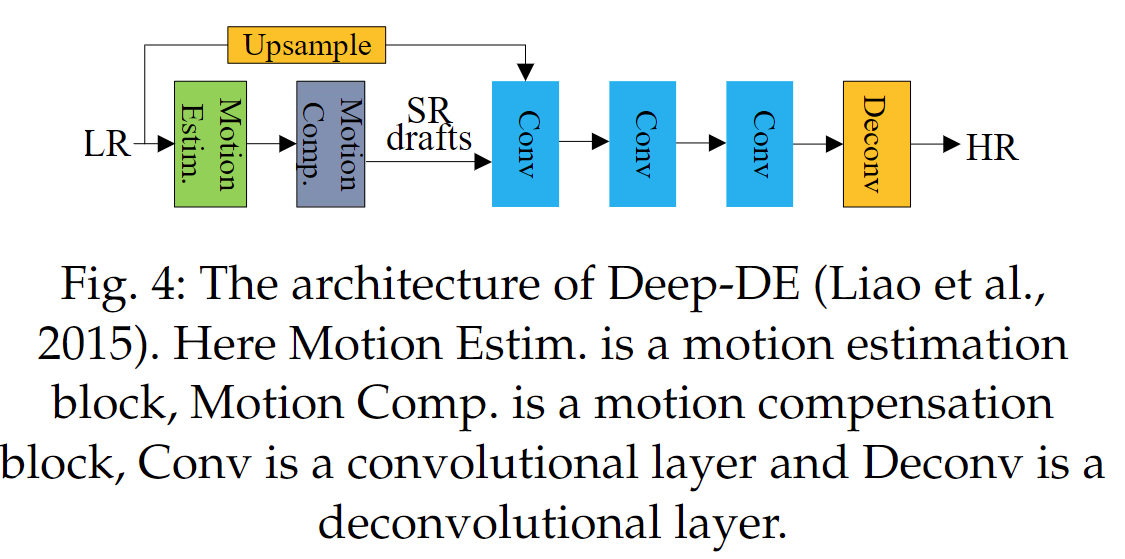 Upsample
LR
Motion
Estim.
Motion
Comp.
SR
drafts
Conv
Conv
Conv
Deconv
HR
Fig. 4: The architecture of Deep-DE (Liao et al.,
2015). Here Motion Estim. is a motion estimation
block, Motion Comp. is a motion compensation
block, Conv is a convolutional layer and Deconv is a
deconvolutional layer.